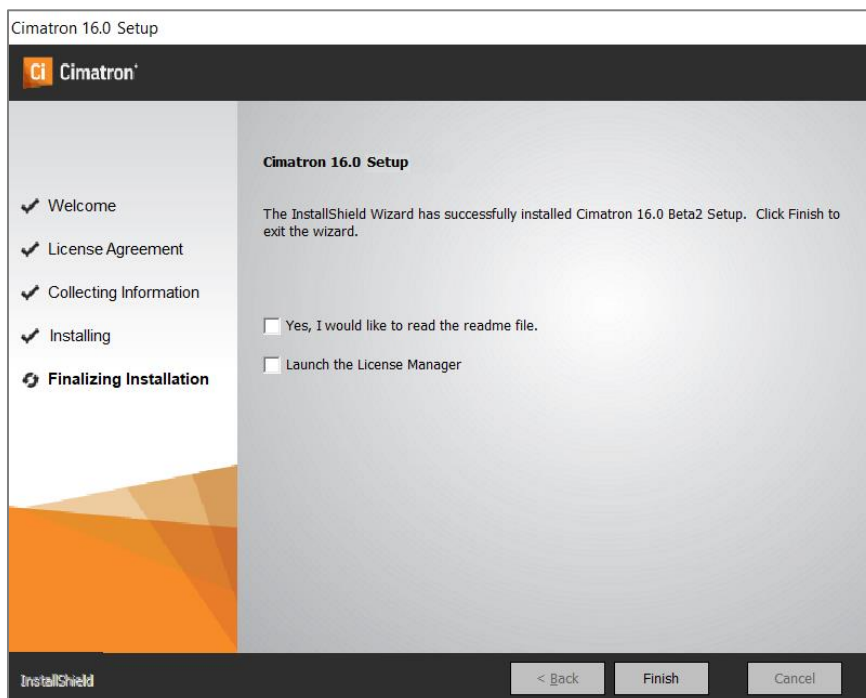 Cimatron 16.0 Setup
Ci Cimatron
Welcome
License Agreement
Collecting Information
Installing
Finalizing Installation
Cimatron 16.0 Setup
The InstallShield Wizard has successfully installed Cimatron 16.0 Beta2 Setup. Click Finish to
exit the wizard.
Yes, I would like to read the readme file.
Launch the License Manager
InstallShield
< Back Finish Cancel